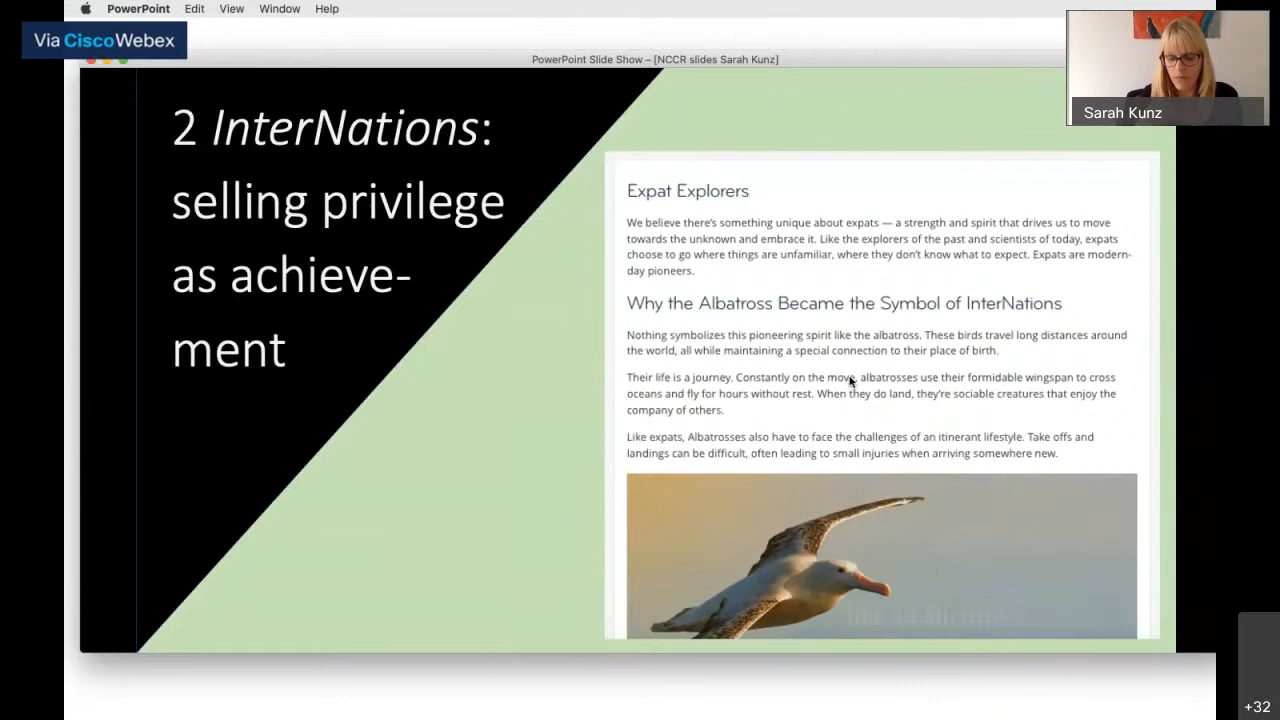 PowerPoint Edit View Window Help
Via CiscoWebex
PowerPoint Slide Show – [NCCR slides Sarah Kunz]
Sarah Kunz
2 InterNations:
selling privilege
as achieve-
ment
Expat Explorers
We believe there's something unique about expats — a strength and spirit that drives us to move
towards the unknown and embrace it. Like the explorers of the past and scientists of today, expats
choose to go where things are unfamiliar, where they don't know what to expect. Expats are modern-
day pioneers.
Why the Albatross Became the Symbol of InterNations
Nothing symbolizes this pioneering spirit like the albatross. These birds travel long distances around
the world, all while maintaining a special connection to their place of birth.
Their life is a journey. Constantly on the move, albatrosses use their formidable wingspan to cross
oceans and fly for hours without rest. When they do land, they're sociable creatures that enjoy the
company of others.
Like expats, Albatrosses also have to face the challenges of an itinerant lifestyle. Take offs and
landings can be difficult, often leading to small injuries when arriving somewhere new.
+32